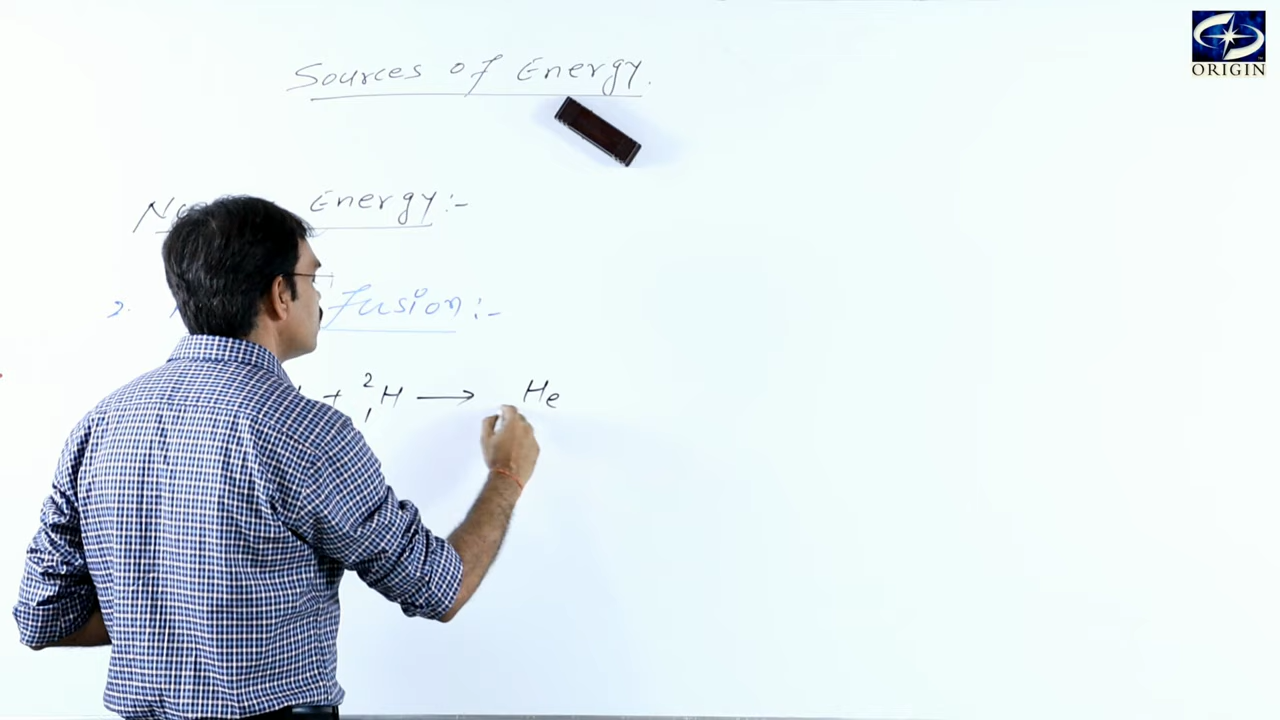 Sources of Energy.
Energy:-
2. Fusion:-
+ ²₁H → He
ORIGIN